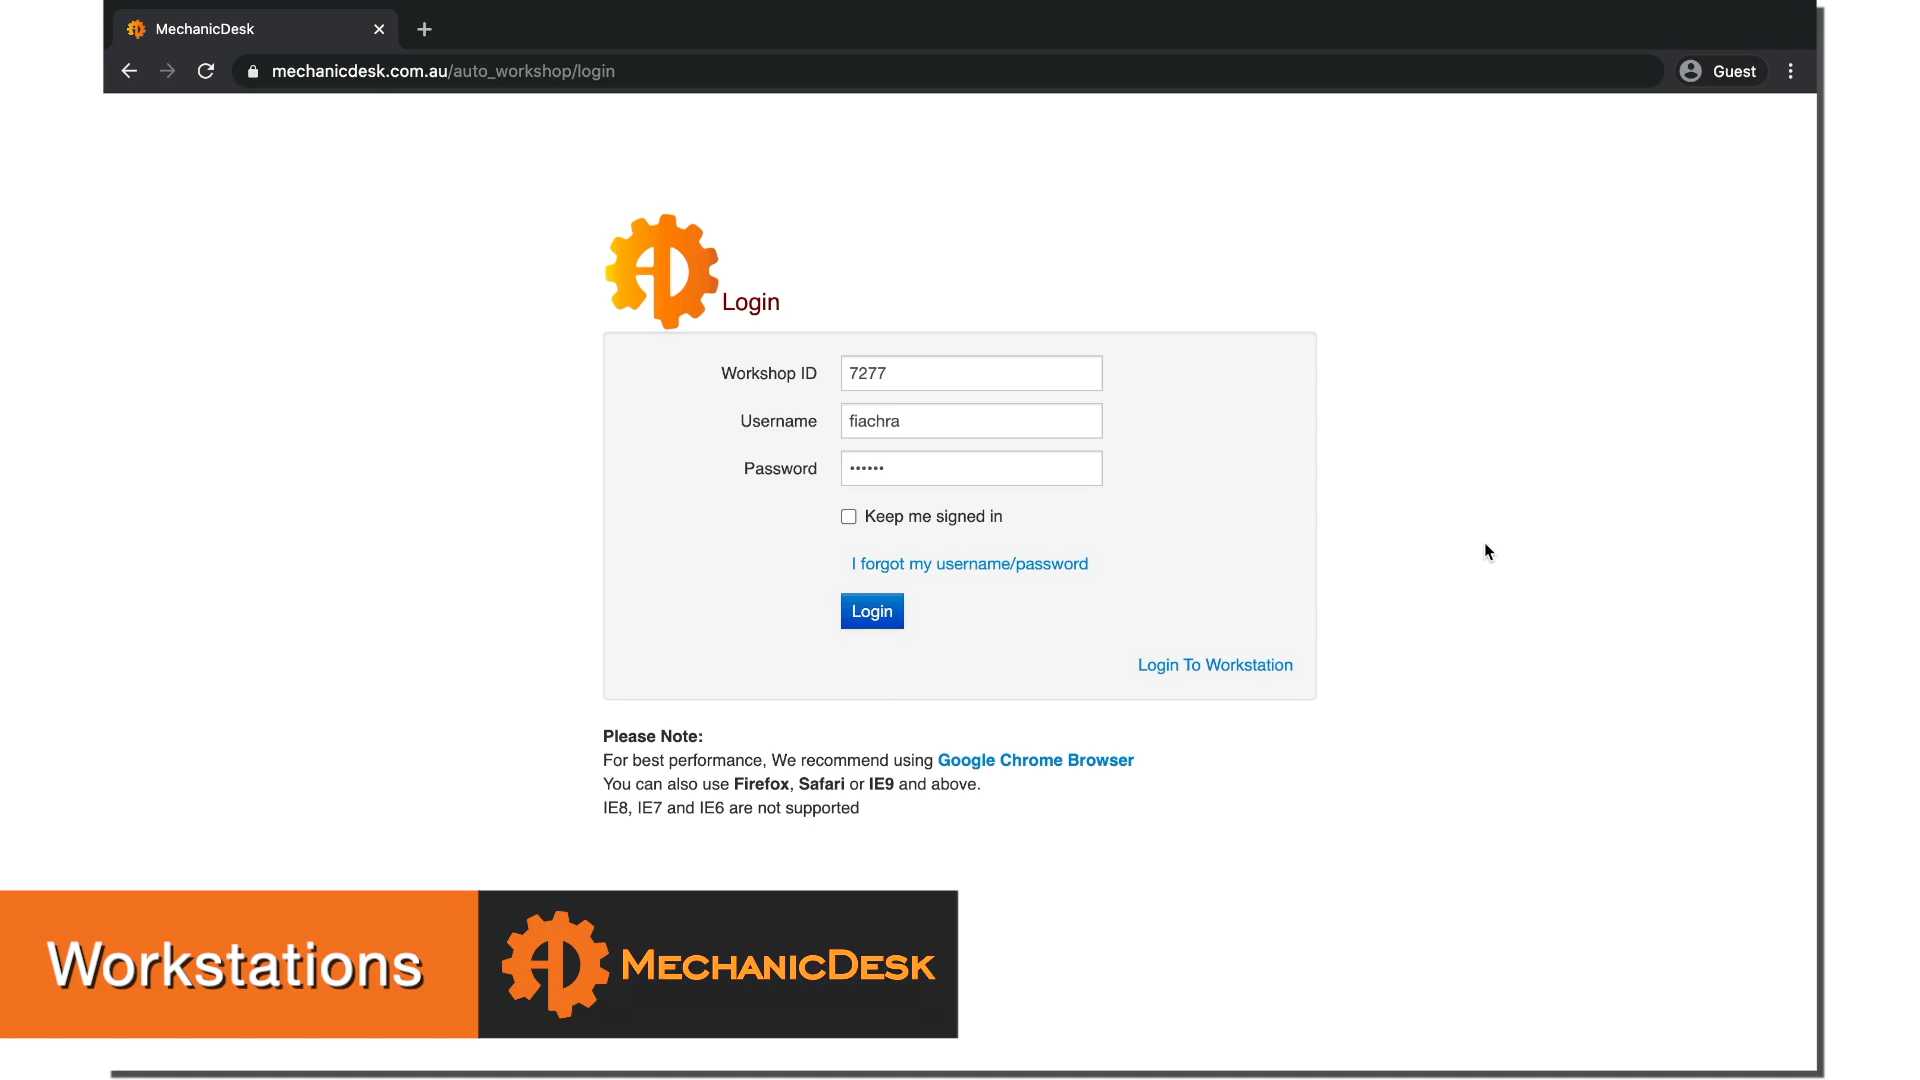 MechanicDesk
mechanicdesk.com.au/auto_workshop/login
Guest
Login
Workshop ID 7277
Username fiachra
Password ••••••
Keep me signed in
I forgot my username/password
Login
Login To Workstation
Please Note:
For best performance, We recommend using Google Chrome Browser
You can also use Firefox, Safari or IE9 and above.
IE8, IE7 and IE6 are not supported
Workstations
MECHANICDESK